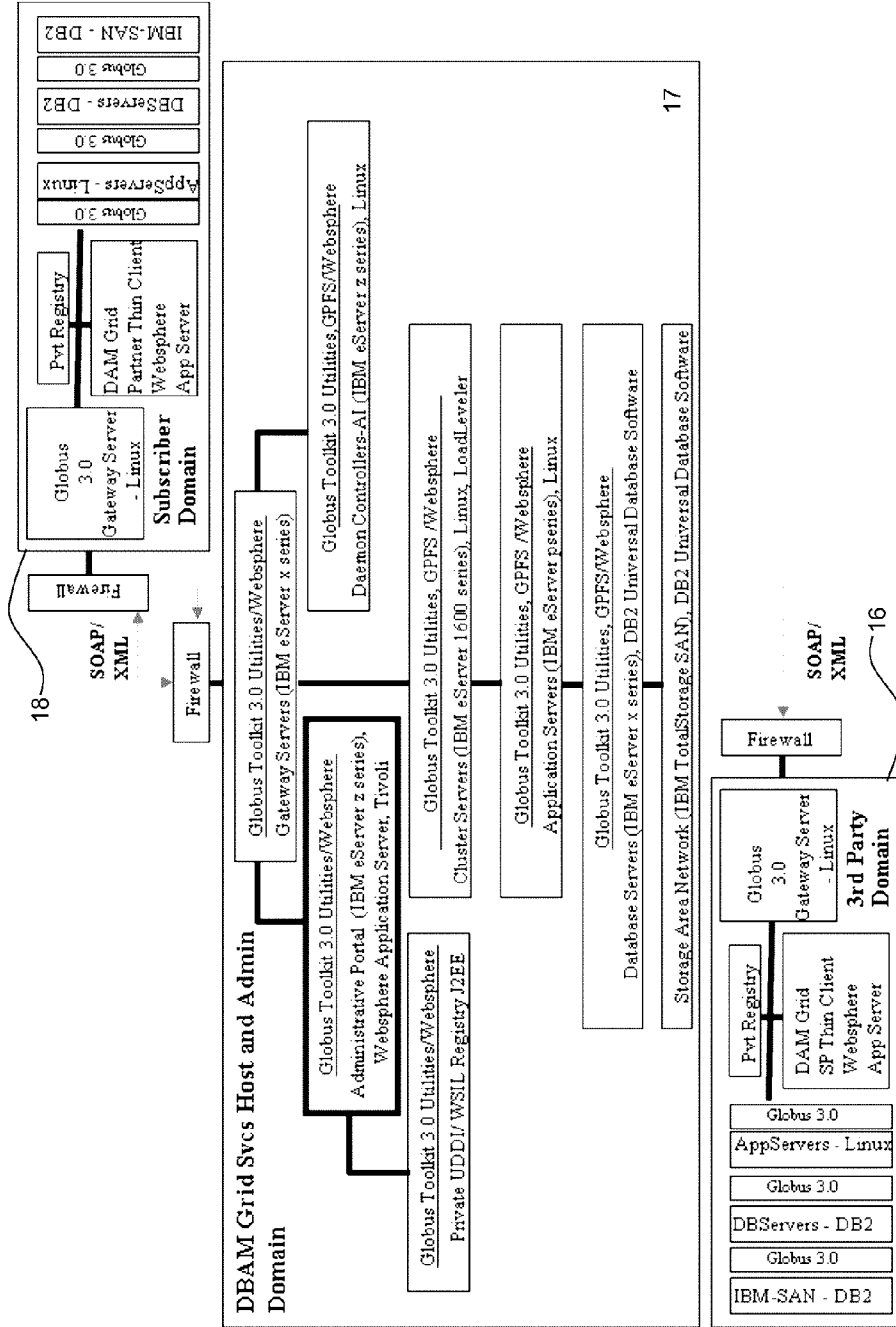 18
SOAP/
XML
Firewall
Globus
3.0
Gateway Server
- Linux
Subscriber
Domain
Pvt Registry
DAM Grid
Partner Thin Client
Websphere
App Server
Globus 3.0
AppServers - Linux
Globus 3.0
DBServers - DB2
Globus 3.0
IBM-SAN - DB2
Firewall
DBAM Grid Svcs Host and Admin
Domain
Globus Toolkit 3.0 Utilities/Websphere
Gateway Servers (IBM eServer x series)
Globus Toolkit 3.0 Utilities/Websphere
Administrative Portal (IBM eServer z series),
Websphere Application Server, Tivoli
Globus Toolkit 3.0 Utilities,GPFS/Websphere
Daemon Controllers-AI (IBM eServer z series), Linux
Globus Toolkit 3.0 Utilities/Websphere
Private UDDI/ WSIL Registry J2EE
Globus Toolkit 3.0 Utilities, GPFS /Websphere
Cluster Servers (IBM eServer 1600 series), Linux, LoadLeveler
Globus Toolkit 3.0 Utilities, GPFS /Websphere
Application Servers (IBM eServer pseries), Linux
Globus Toolkit 3.0 Utilities, GPFS/Websphere
Database Servers (IBM eServer x series), DB2 Universal Database Software
Storage Area Network (IBM TotalStorage SAN), DB2 Universal Database Software
17
SOAP/
XML
Firewall
16
Globus
3.0
Gateway Server
- Linux
3rd Party
Domain
Pvt Registry
DAM Grid
SP Thin Client
Websphere
App Server
Globus 3.0
AppServers - Linux
Globus 3.0
DBServers - DB2
Globus 3.0
IBM-SAN - DB2